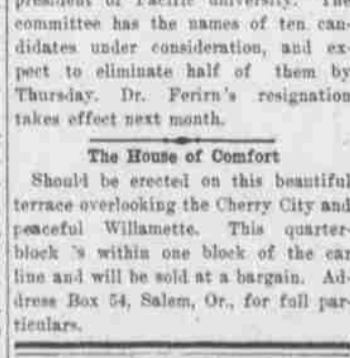 president of Pacific university. The
committee has the names of ten can-
didates under consideration, and ex-
pect to eliminate half of them by
Thursday. Dr. Ferirn's resignation
takes effect next month.
The House of Comfort
Should be erected on this beautiful
terrace overlooking the Cherry City and
peaceful Willamette. This quarter-
block 's within one block of the car
line and will be sold at a bargain. Ad-
dress Box 54, Salem, Or., for full par-
ticulars.